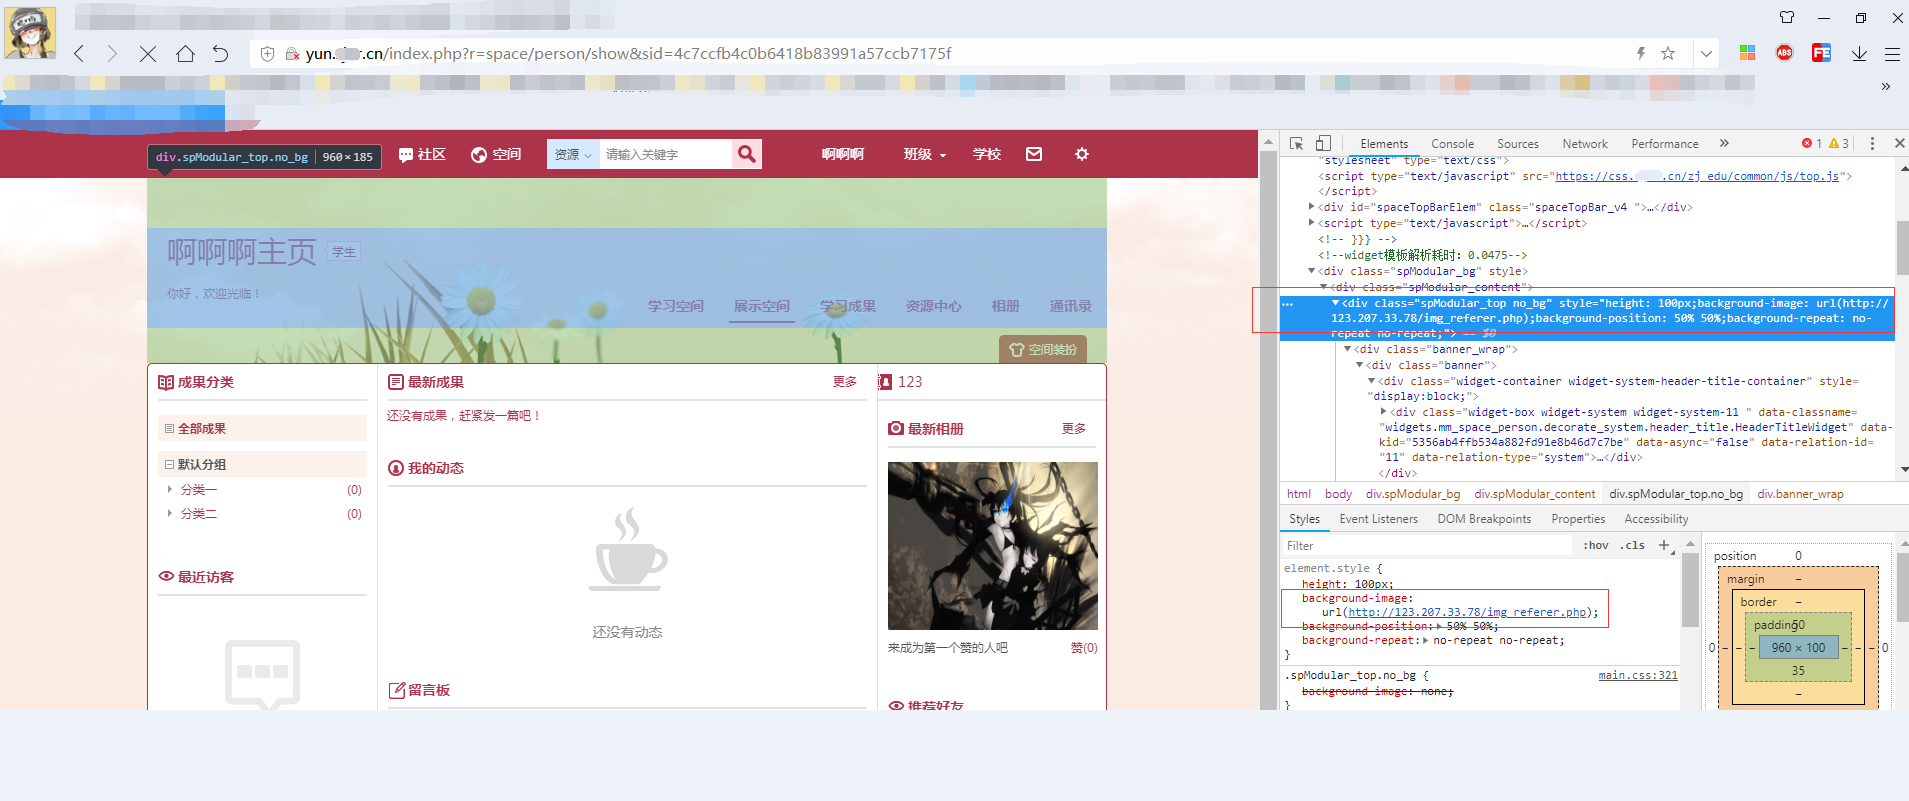 yun.
.cn/index.php?r=space/person/show&sid=4c7ccfb4c0b6418b83991a57ccb7175f
ABS
FE
»
div.spModular_top.no_bg | 960×185
社区
空间
资源
请输入关键字
啊啊啊
班级
学校
啊啊啊主页
学生
你好，欢迎光临！
学习空间
展示空间
学习成果
资源中心
相册
通讯录
空间装扮
成果分类
全部成果
默认分组
分类一 (0)
分类二 (0)
最近访客
最新成果
更多
还没有成果，赶紧发一篇吧！
我的动态
还没有动态
留言板
123
最新相册
更多
来成为第一个赞的人吧
赞(0)
推荐好友
Elements Console Sources Network Performance » 1 3
"stylesheet" type="text/css">
<script type="text/javascript" src="https://css.
.cn/zj_edu/common/js/top.js">
</script>
<div id="spaceTopBarElem" class="spaceTopBar_v4 ">…</div>
<script type="text/javascript">…</script>
<!-- }}} -->
<!--widget模板解析耗时: 0.0475-->
<div class="spModular_bg" style>
<div class="spModular_content">
<div class="spModular_top no_bg" style="height: 100px;background-image: url(http://
123.207.33.78/img_referer.php);background-position: 50% 50%;background-repeat: no-
repeat no-repeat;"> == $0
<div class="banner_wrap">
<div class="banner">
<div class="widget-container widget-system-header-title-container" style=
"display:block;">
<div class="widget-box widget-system widget-system-11 " data-classname=
"widgets.mm_space_person.decorate_system.header_title.HeaderTitleWidget" data-
kid="5356ab4ffb534a882fd91e8b46d7c7be" data-async="false" data-relation-id=
"11" data-relation-type="system">…</div>
</div>
html body div.spModular_bg div.spModular_content div.spModular_top.no_bg div.banner_wrap
Styles Event Listeners DOM Breakpoints Properties Accessibility
Filter
:hov .cls +
element.style {
height: 100px;
background-image:
url(http://123.207.33.78/img_referer.php);
background-position: 50% 50%;
background-repeat: no-repeat no-repeat;
}
.spModular_top.no_bg {
main.css:321
background-image: none;
}
position 0
margin –
border –
padding 50
0 – – – 960 × 100 – – – 0
35
–